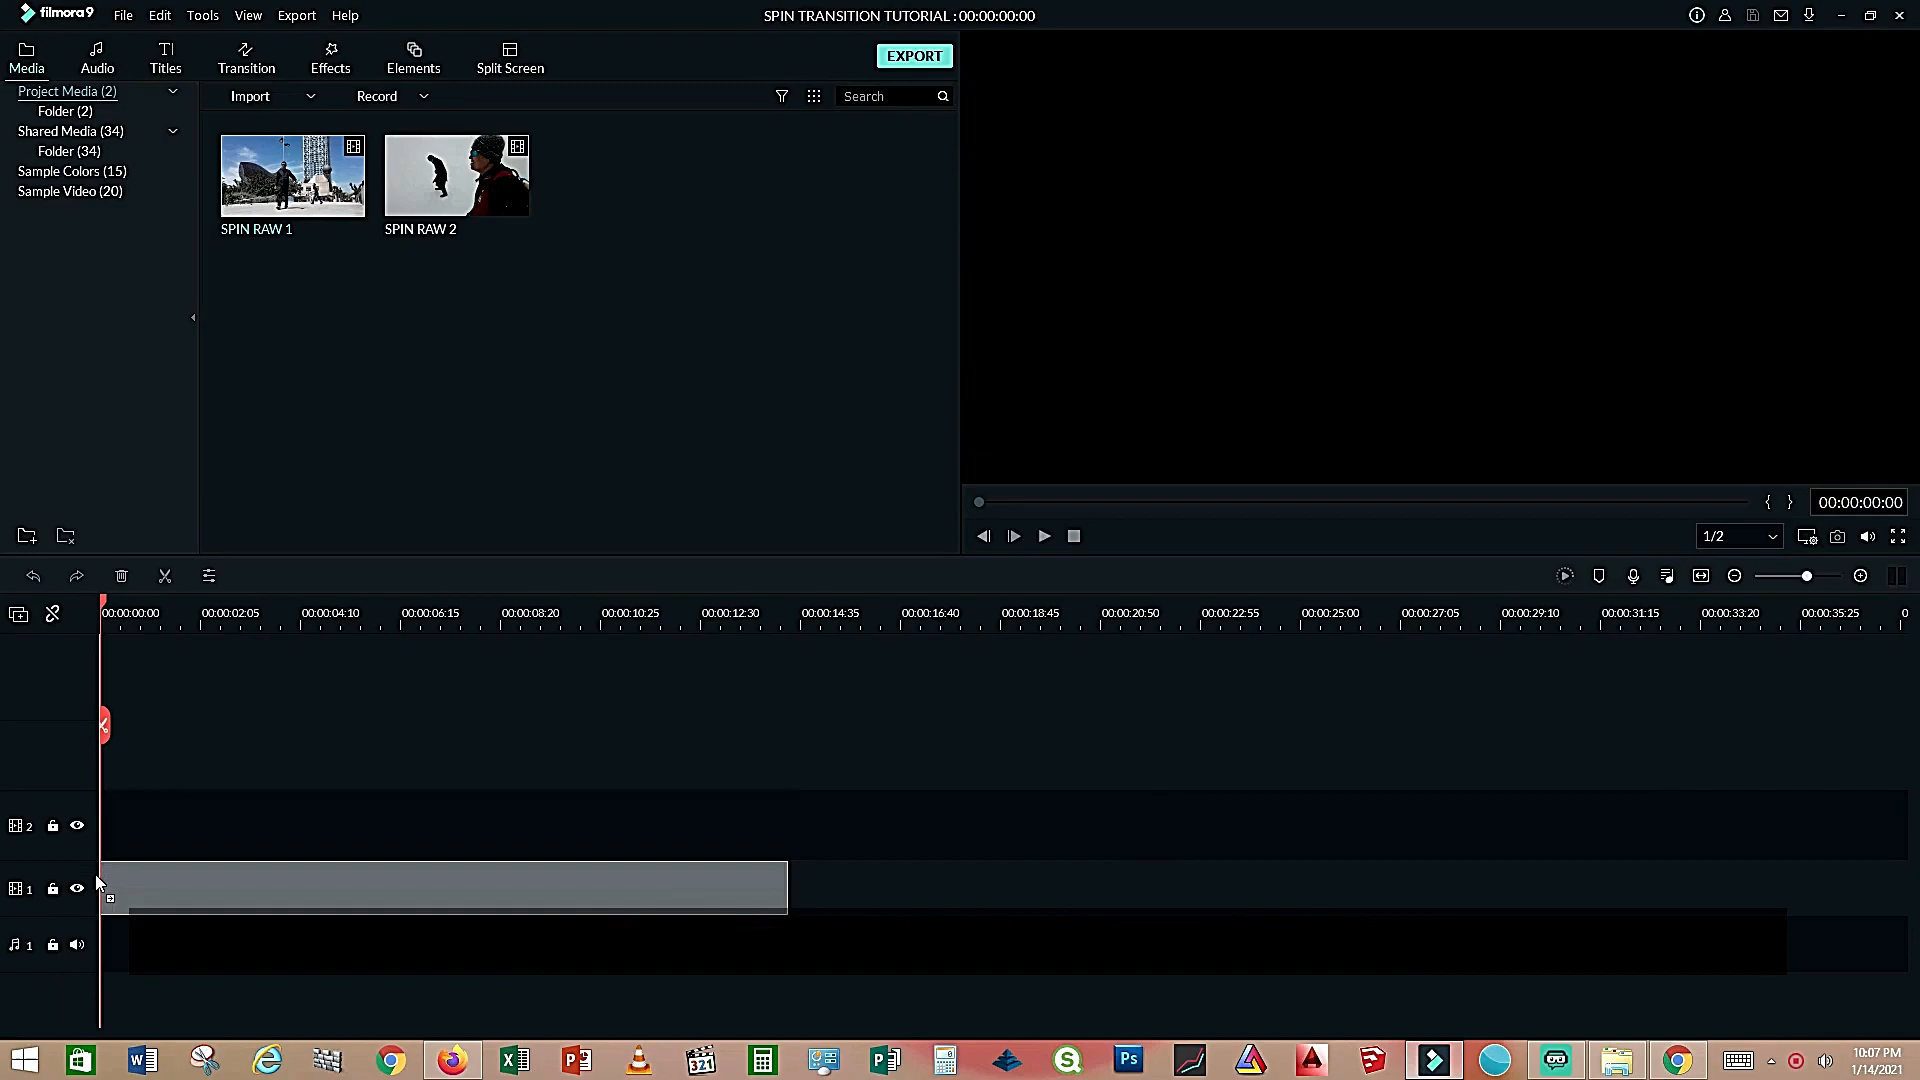 filmora9 File Edit Tools View Export Help SPIN TRANSITION TUTORIAL : 00:00:00:00
Media Audio Titles Transition Effects Elements Split Screen EXPORT
Project Media (2)
Folder (2)
Shared Media (34)
Folder (34)
Sample Colors (15)
Sample Video (20)
Import Record Search
SPIN RAW 1 SPIN RAW 2
{ } 00:00:00:00
1/2
00:00:00:00 00:00:02:05 00:00:04:10 00:00:06:15 00:00:08:20 00:00:10:25 00:00:12:30 00:00:14:35 00:00:16:40 00:00:18:45 00:00:20:50 00:00:22:55 00:00:25:00 00:00:27:05 00:00:29:10 00:00:31:15 00:00:33:20 00:00:35:25 0
2
1
1
321 Ps
10:07 PM
1/14/2021